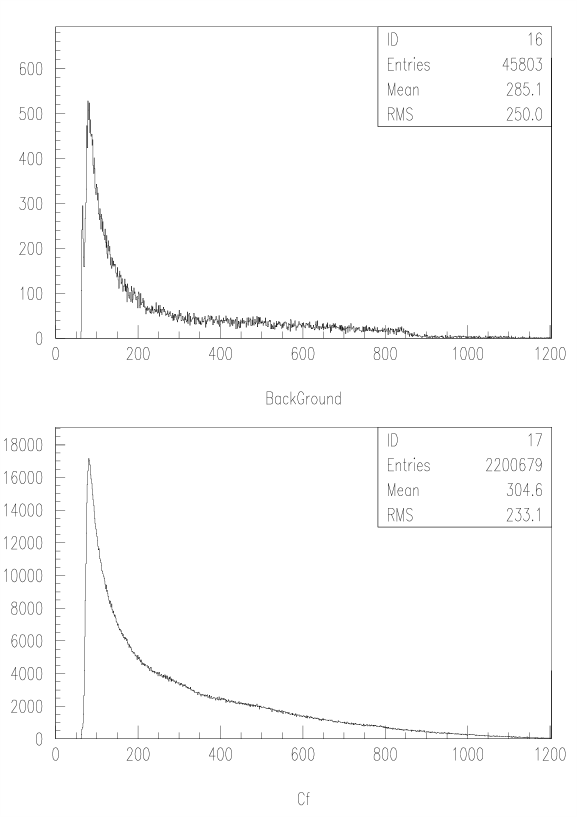 ID 16
Entries 45803
Mean 285.1
RMS 250.0
600
500
400
300
200
100
0
0 200 400 600 800 1000 1200
BackGround
ID 17
Entries 2200679
Mean 304.6
RMS 233.1
18000
16000
14000
12000
10000
8000
6000
4000
2000
0
0 200 400 600 800 1000 1200
Cf